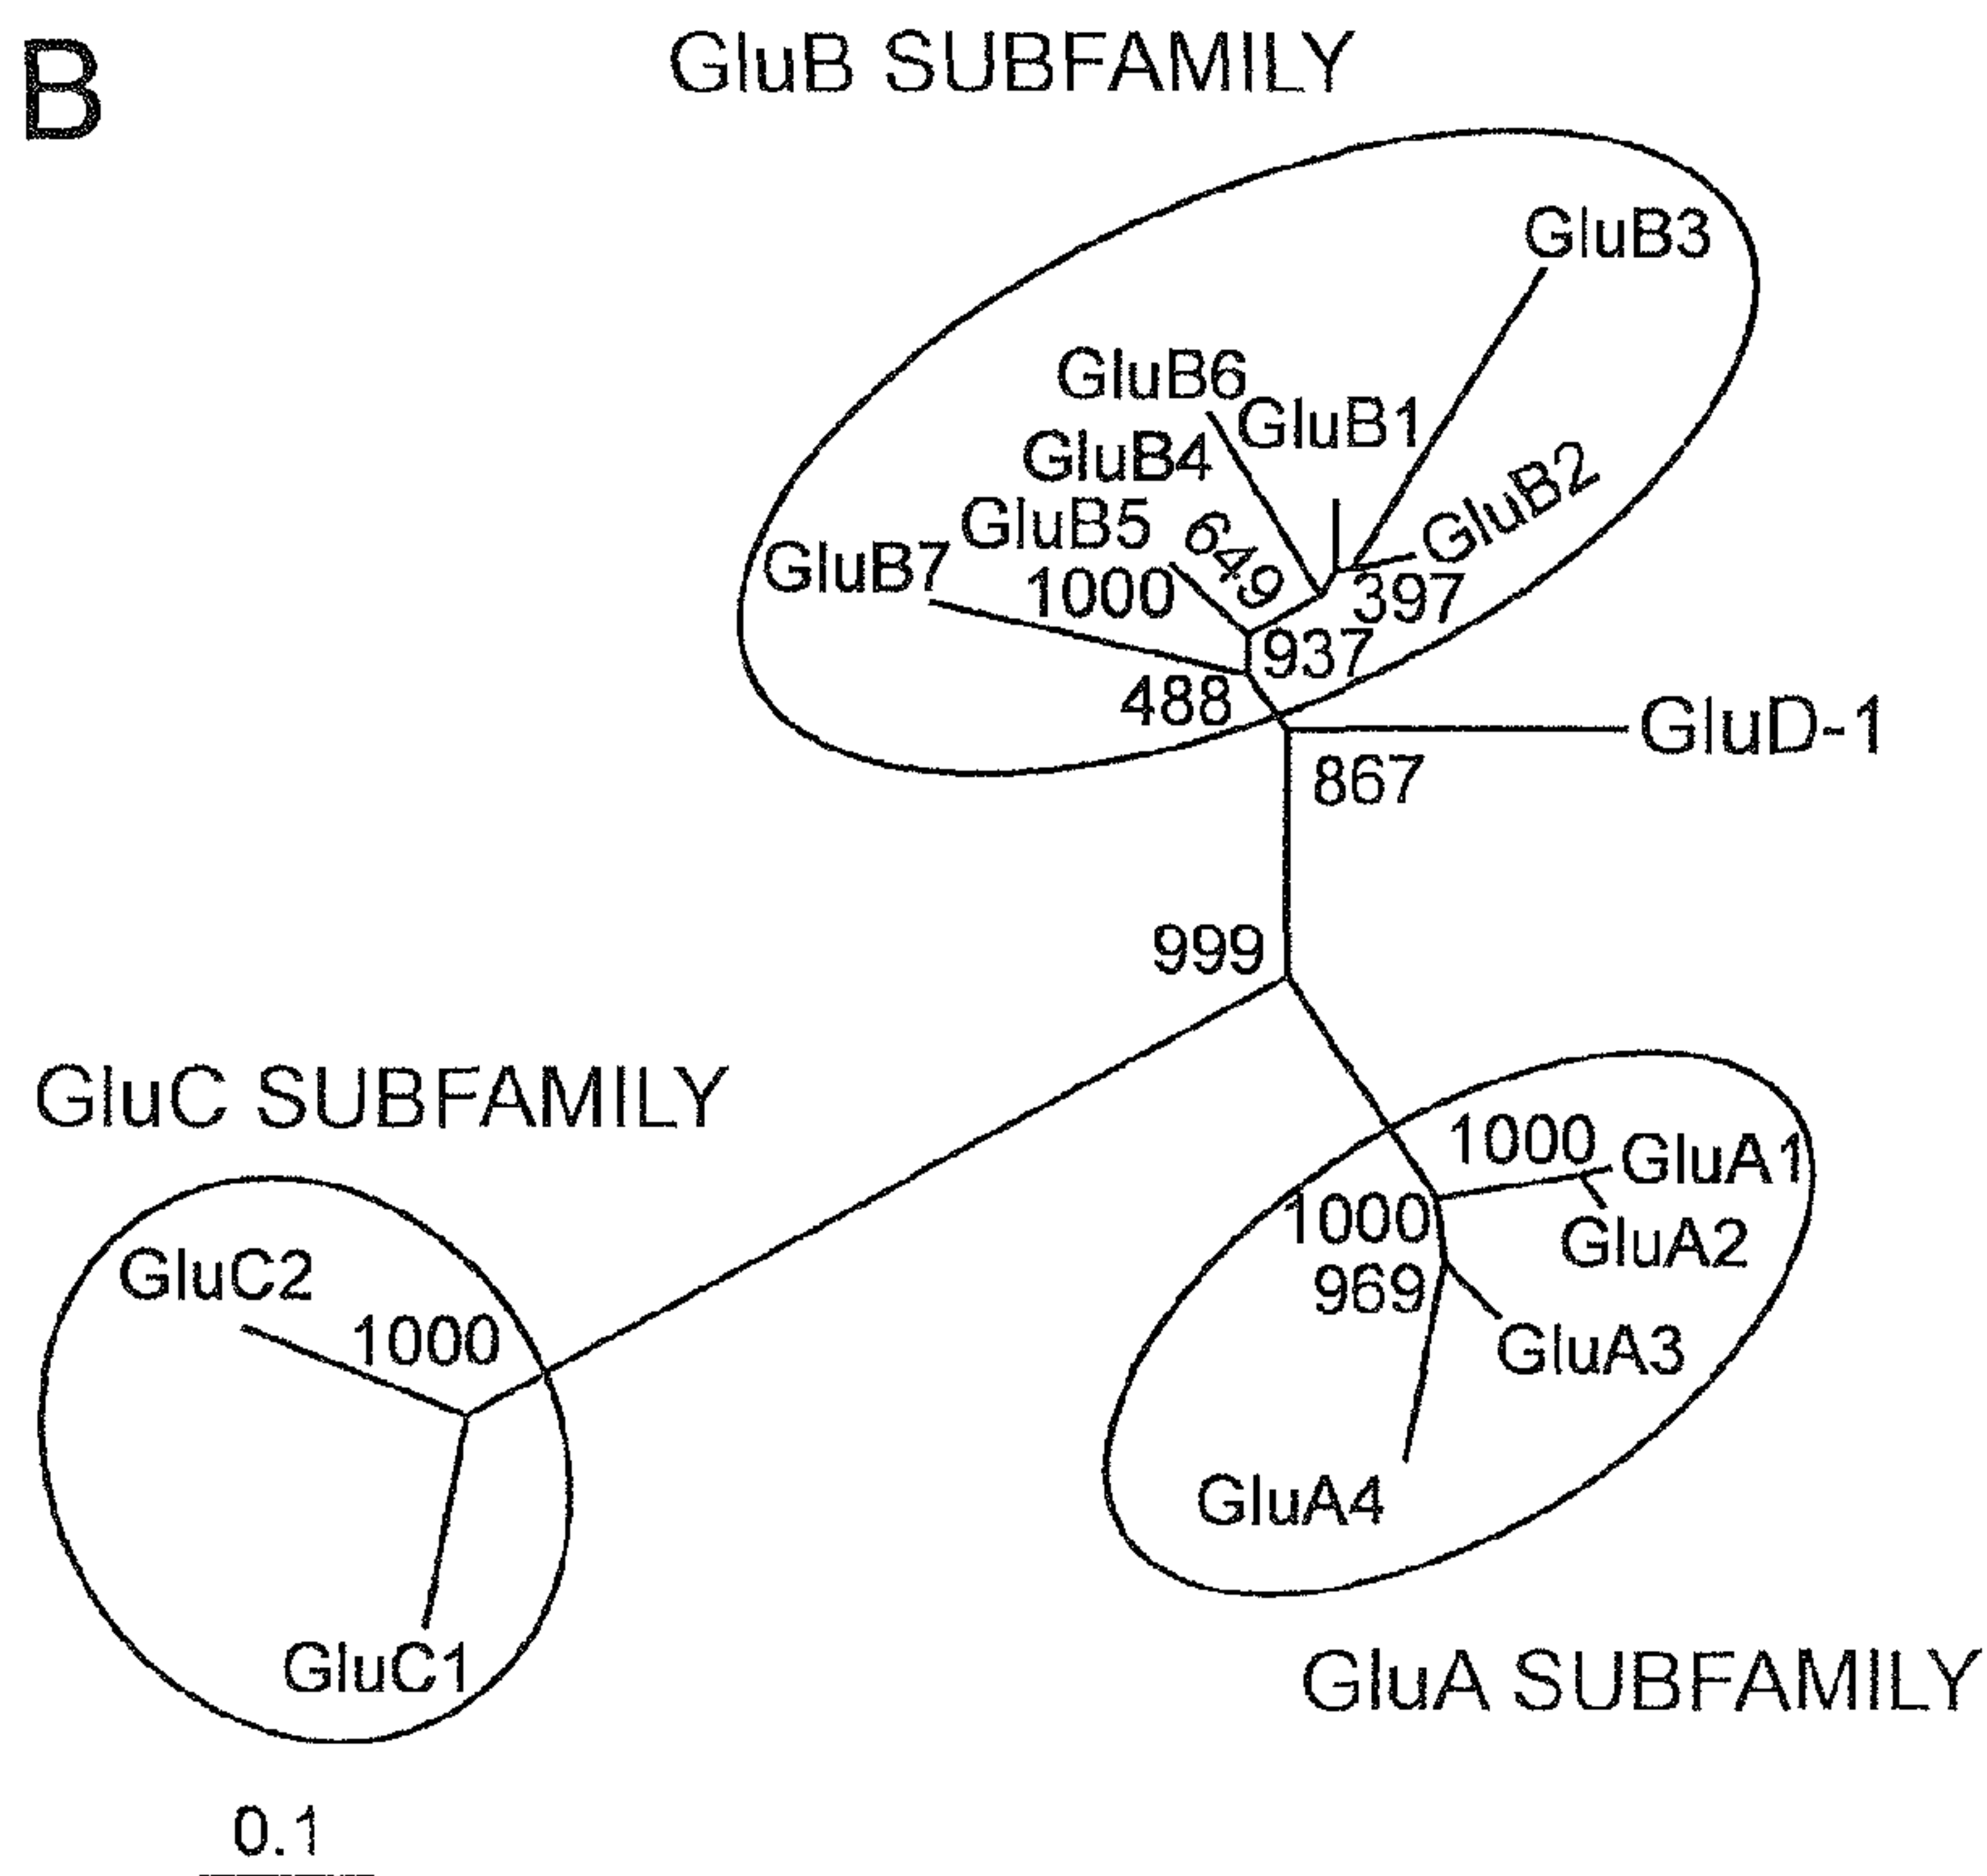 B
GluB SUBFAMILY
GluB3
GluB6
GluB1
GluB4
GluB2
GluB5
649
GluB7
1000
397
937
488
GluD-1
867
999
GluC SUBFAMILY
1000
GluA1
1000
GluA2
GluC2
969
1000
GluA3
GluA4
GluC1
GluA SUBFAMILY
0.1